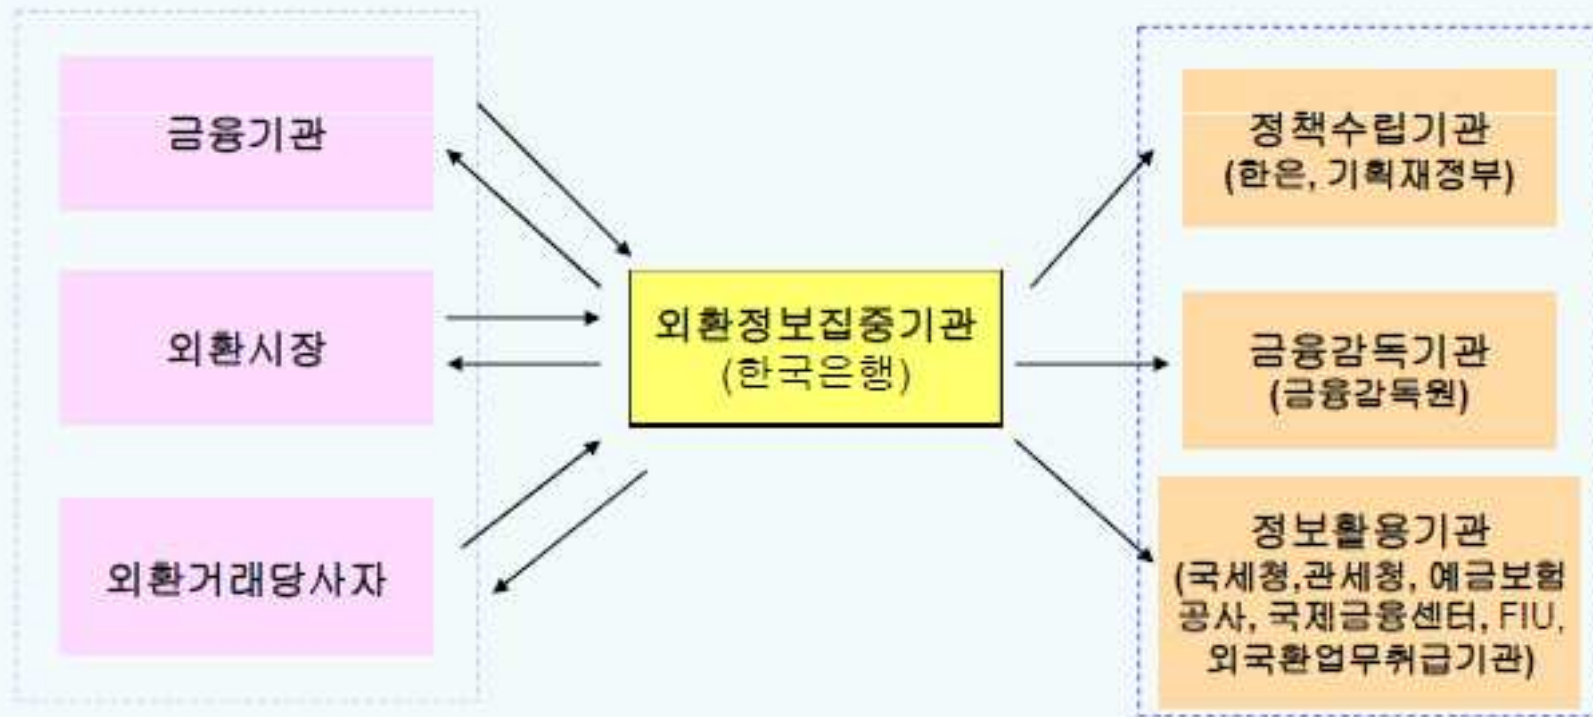 금융기관
외환시장
외환거래당사자
외환정보집중기관
(한국은행)
정책수립기관
(한은, 기획재정부)
금융감독기관
(금융감독원)
정보활용기관
(국세청,관세청, 예금보험
공사, 국제금융센터, FIU,
외국환업무취급기관)